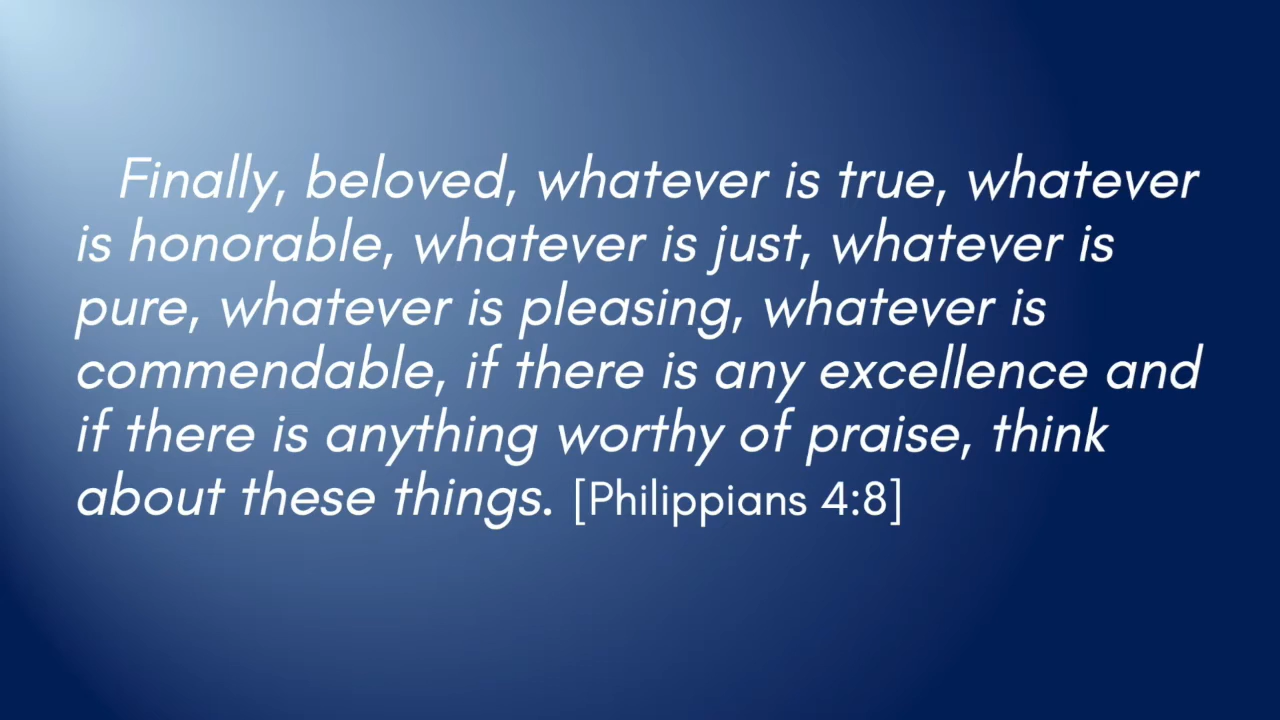 Finally, beloved, whatever is true, whatever
is honorable, whatever is just, whatever is
pure, whatever is pleasing, whatever is
commendable, if there is any excellence and
if there is anything worthy of praise, think
about these things. [Philippians 4:8]